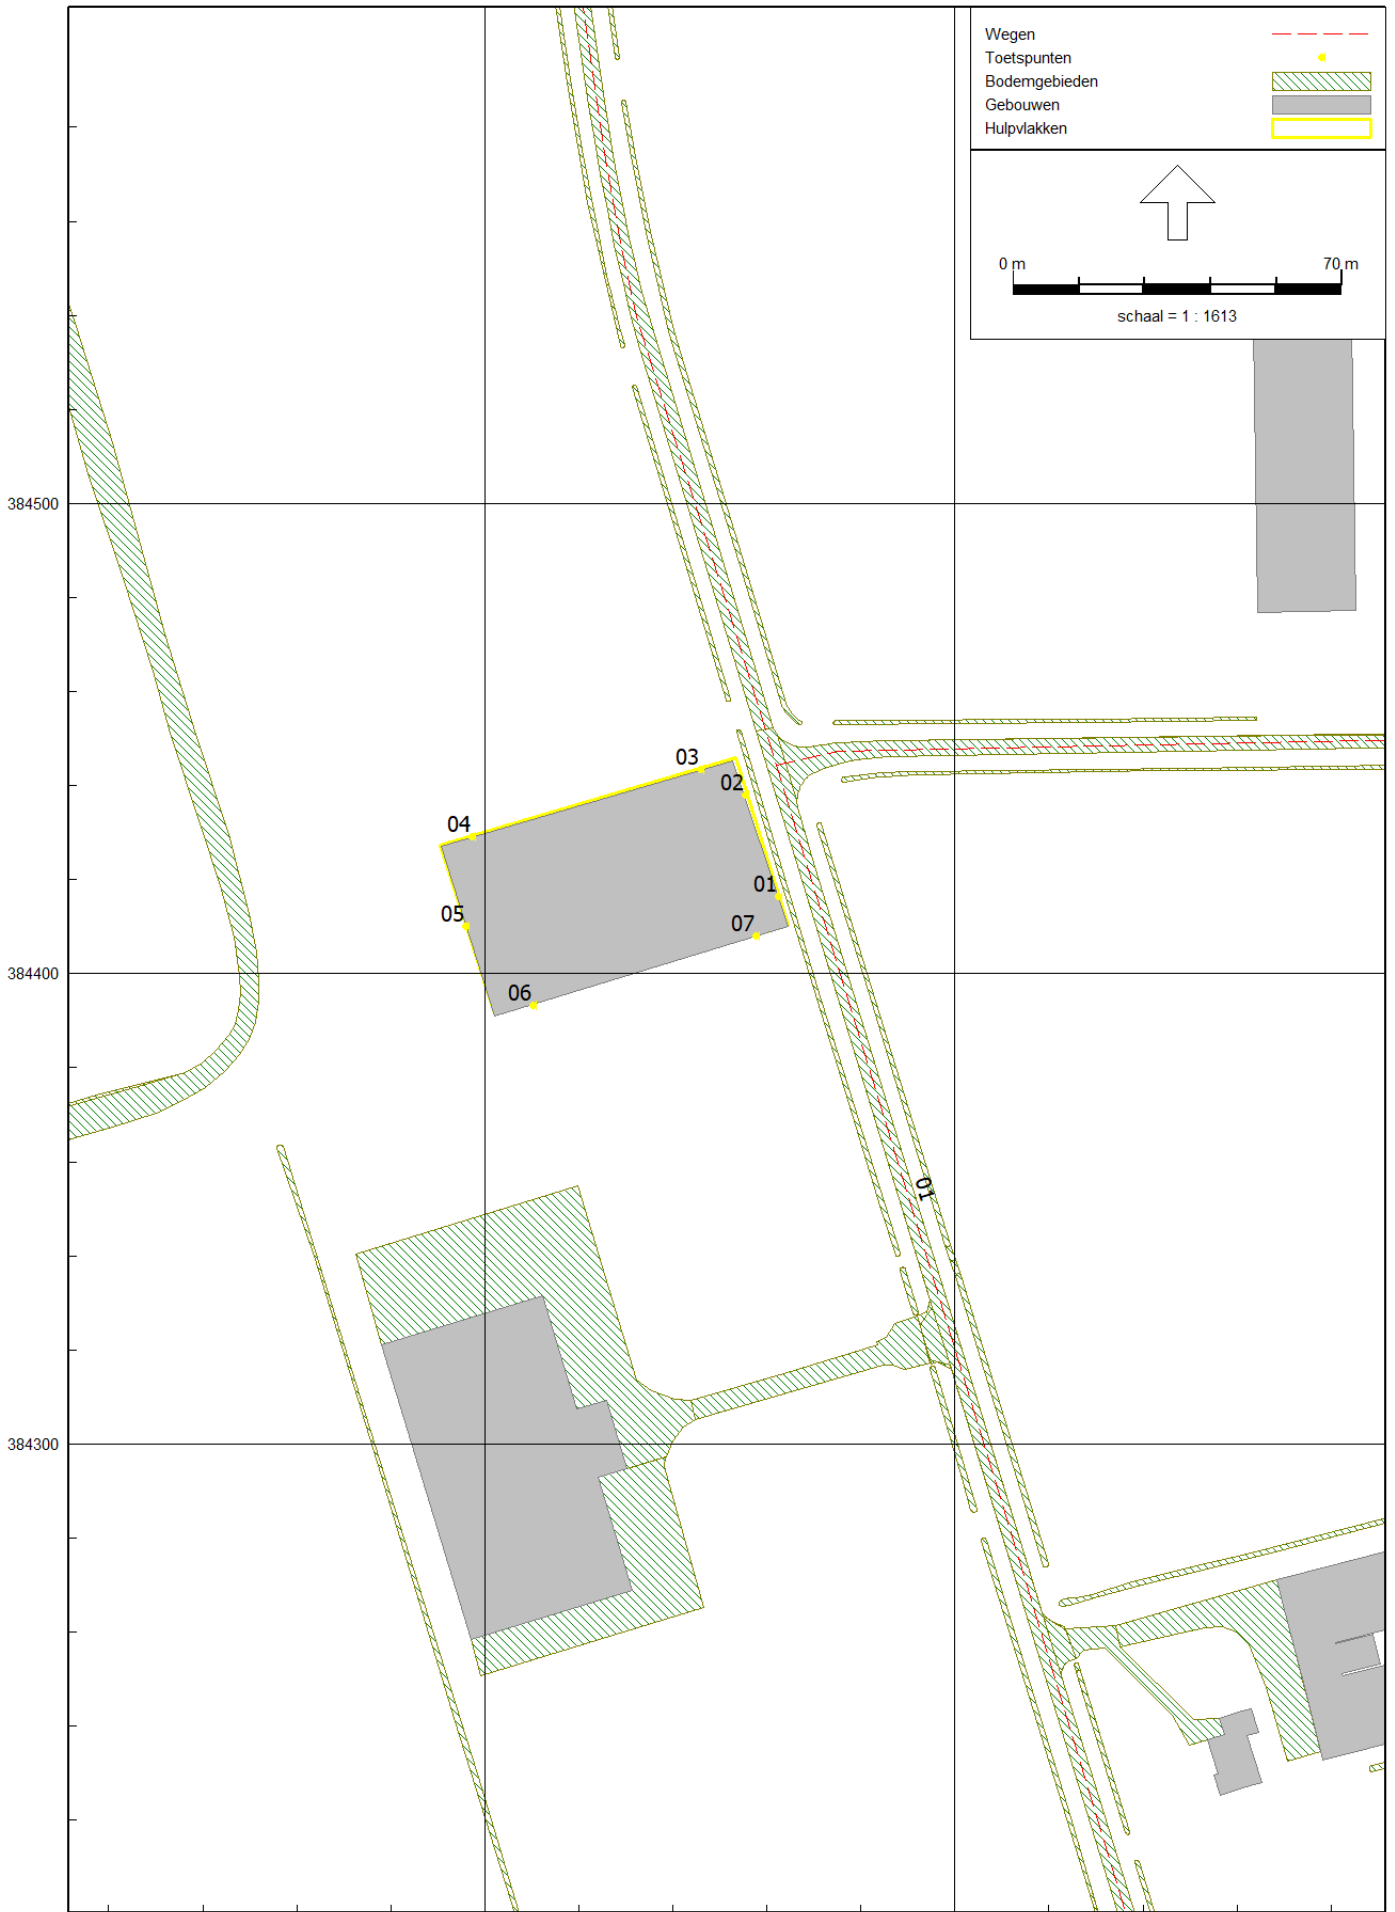 Wegen
Toetspunten
Bodemgebieden
Gebouwen
Hulpvlakken
0 m 70 m
schaal = 1 : 1613
384500
03
02
04
01
05
07
384400
06
01
384300